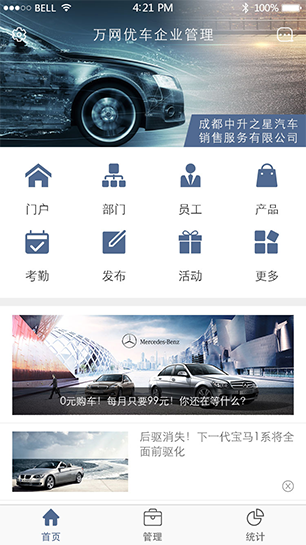 BELL 4:21 PM 100%
万网优车企业管理
成都中升之星汽车
销售服务有限公司
门户 部门 员工 产品
考勤 发布 活动 更多
Mercedes-Benz
0元购车！每月只要99元！你还在等什么？
后驱消失！下一代宝马1系将全
面前驱化
首页 管理 统计